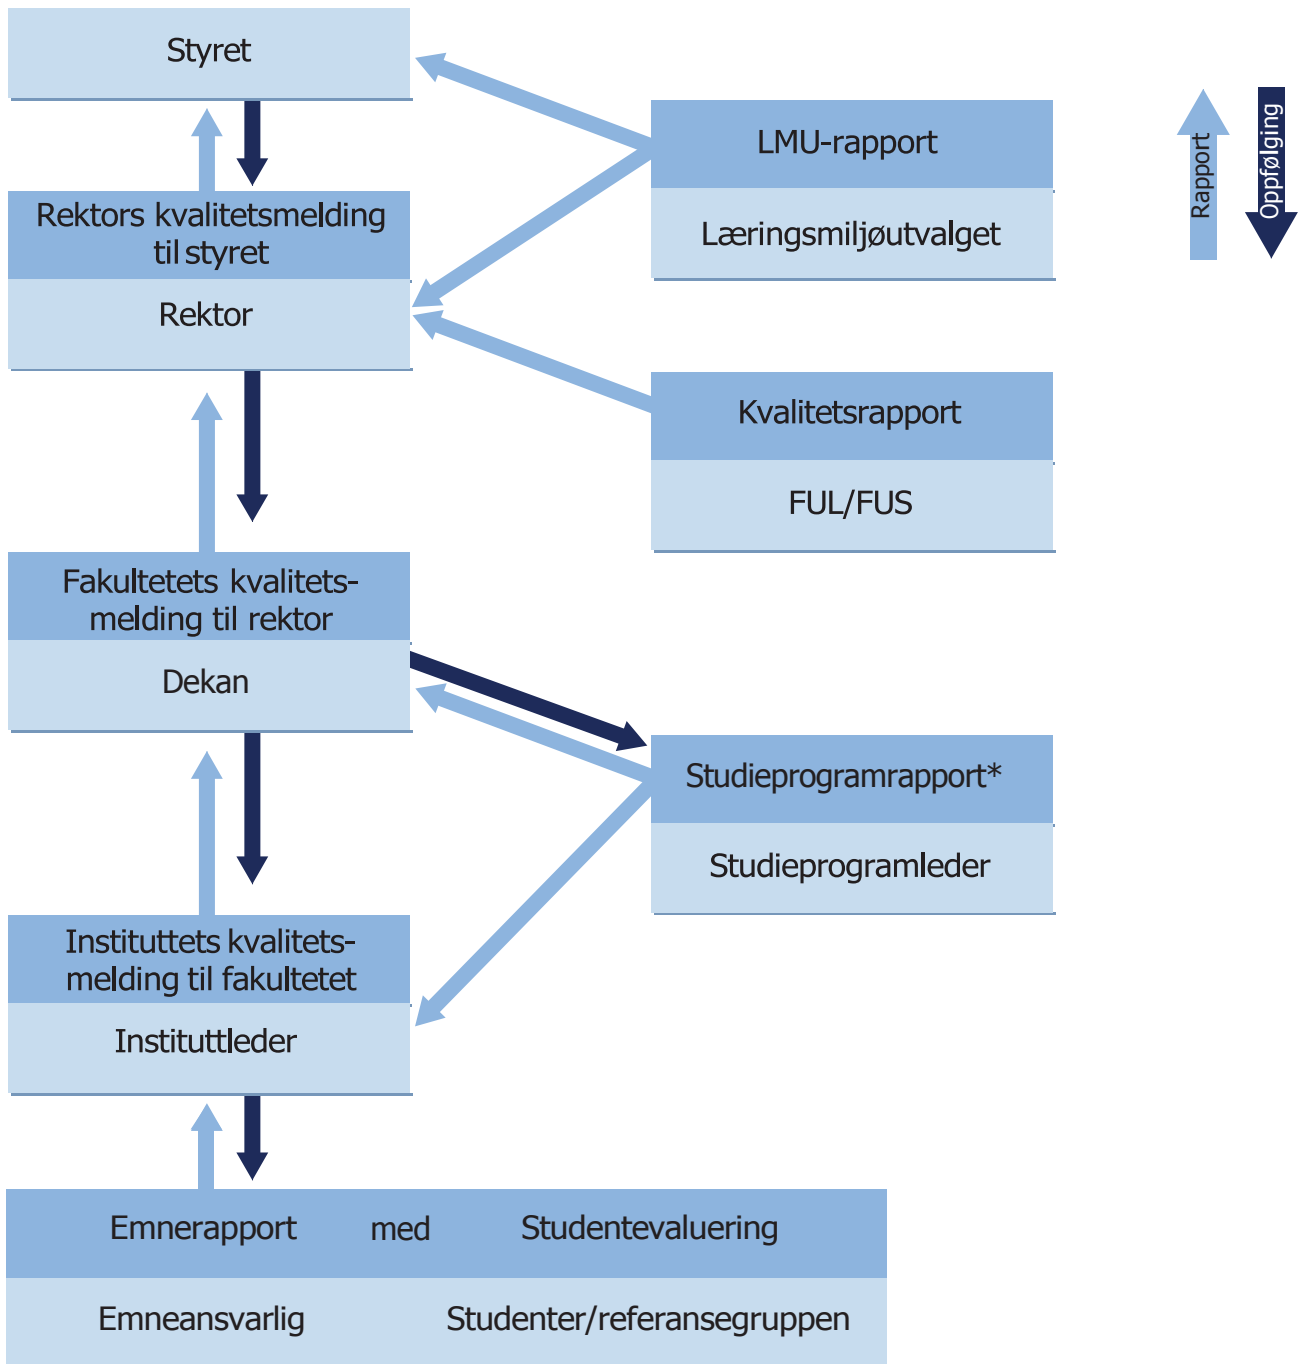 Styret
Rektors kvalitetsmelding
til styret
Rektor
LMU-rapport
Læringsmiljøutvalget
Rapport
Oppfølging
Kvalitetsrapport
FUL/FUS
Fakultetets kvalitets-
melding til rektor
Dekan
Studieprogramrapport*
Studieprogramleder
Instituttets kvalitets-
melding til fakultetet
Instituttleder
Emnerapport med Studentevaluering
Emneansvarlig Studenter/referansegruppen